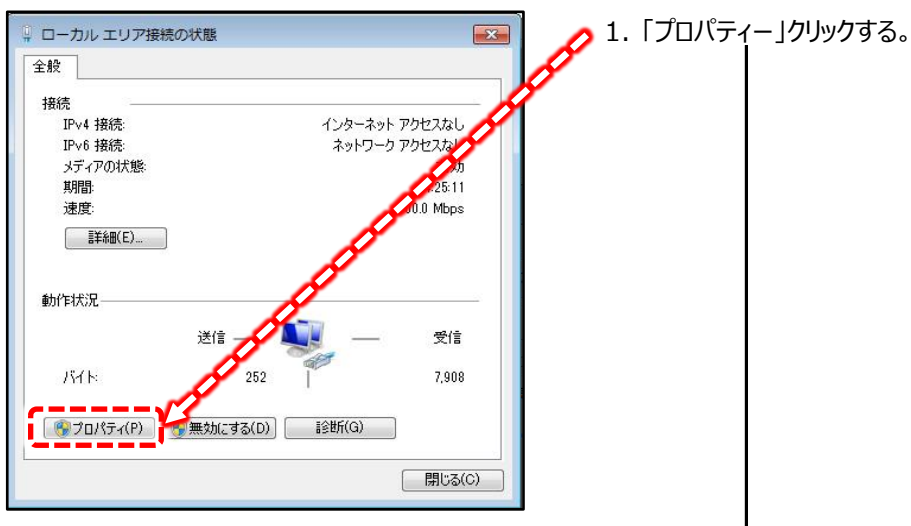 ローカル エリア接続の状態
1. 「プロパティー」クリックする。
全般
接続
IPv4 接続: インターネット アクセスなし
IPv6 接続: ネットワーク アクセスなし
メディアの状態:
期間: 25:11
速度: 00.0 Mbps
詳細(E)...
動作状況
送信 — — 受信
バイト: 252 7,908
プロパティ(P) 無効にする(D) 診断(G)
閉じる(C)